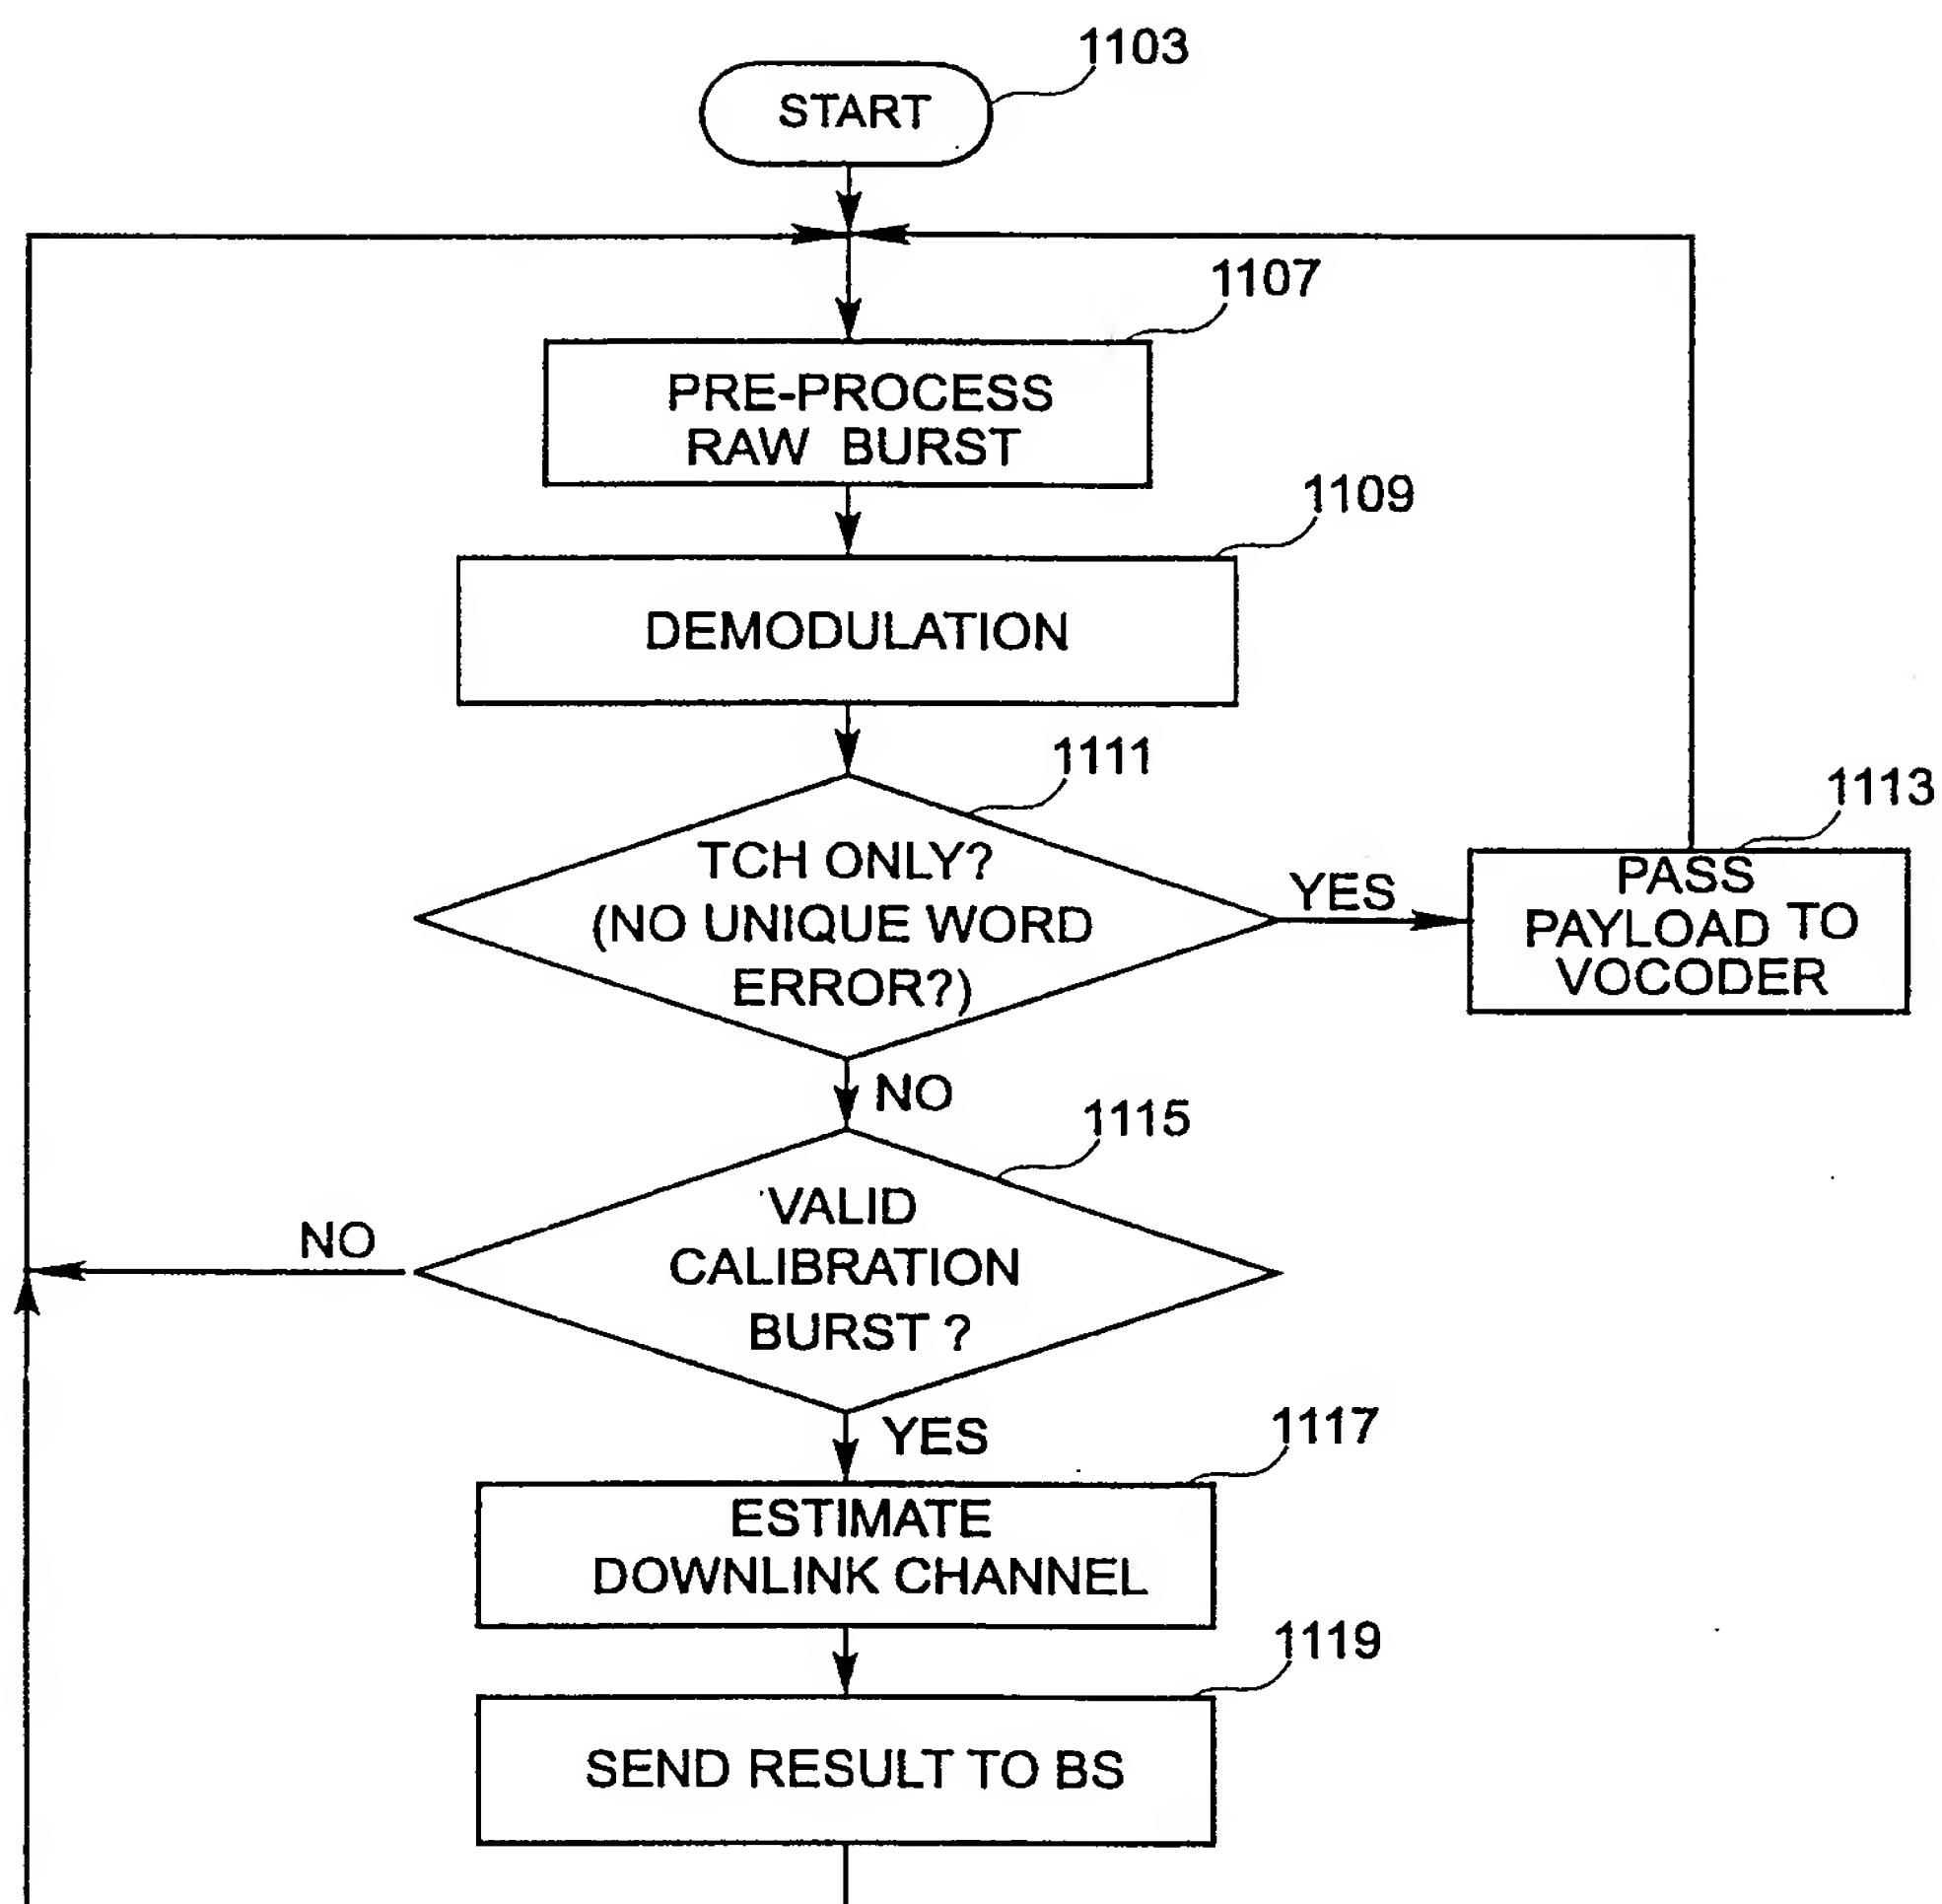 1103
START
1107
PRE-PROCESS
RAW BURST
1109
DEMODULATION
1111
TCH ONLY?
(NO UNIQUE WORD
ERROR?)
YES
1113
PASS
PAYLOAD TO
VOCODER
NO
1115
VALID
CALIBRATION
BURST ?
NO
YES
1117
ESTIMATE
DOWNLINK CHANNEL
1119
SEND RESULT TO BS